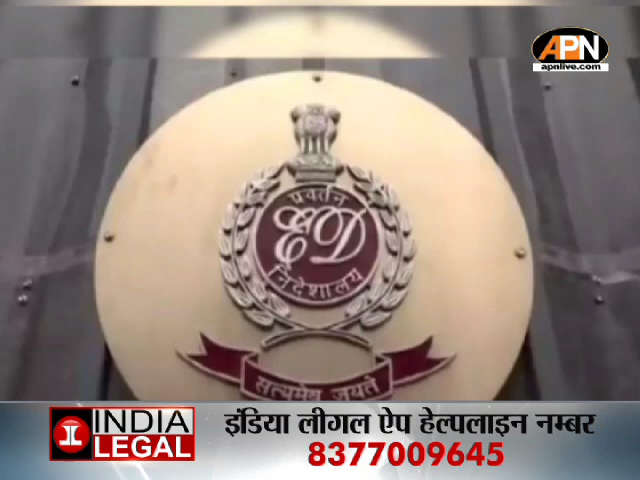 APN
apnlive.com
प्रवर्तन
ED
निदेशालय
सत्यमेव जयते
INDIA
LEGAL
इंडिया लीगल ऐप हेल्पलाइन नम्बर
8377009645